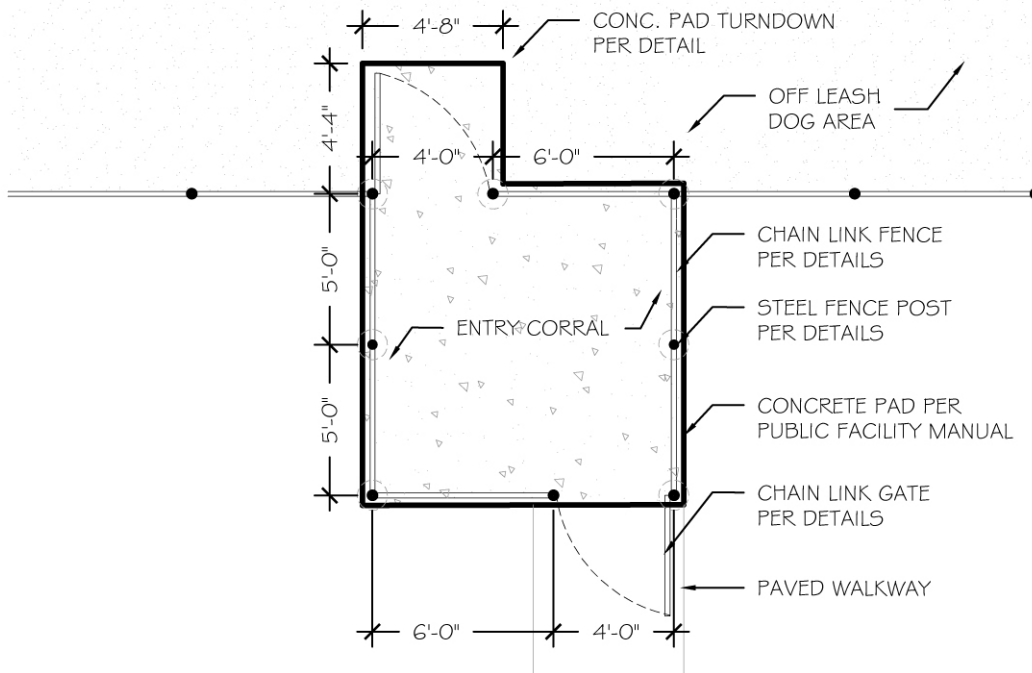 4'-8"
CONC. PAD TURNDOWN
PER DETAIL
OFF LEASH
DOG AREA
4'-4"
4'-0"
6'-0"
CHAIN LINK FENCE
PER DETAILS
5'-0"
STEEL FENCE POST
PER DETAILS
ENTRY CORRAL
5'-0"
CONCRETE PAD PER
PUBLIC FACILITY MANUAL
CHAIN LINK GATE
PER DETAILS
PAVED WALKWAY
6'-0"
4'-0"